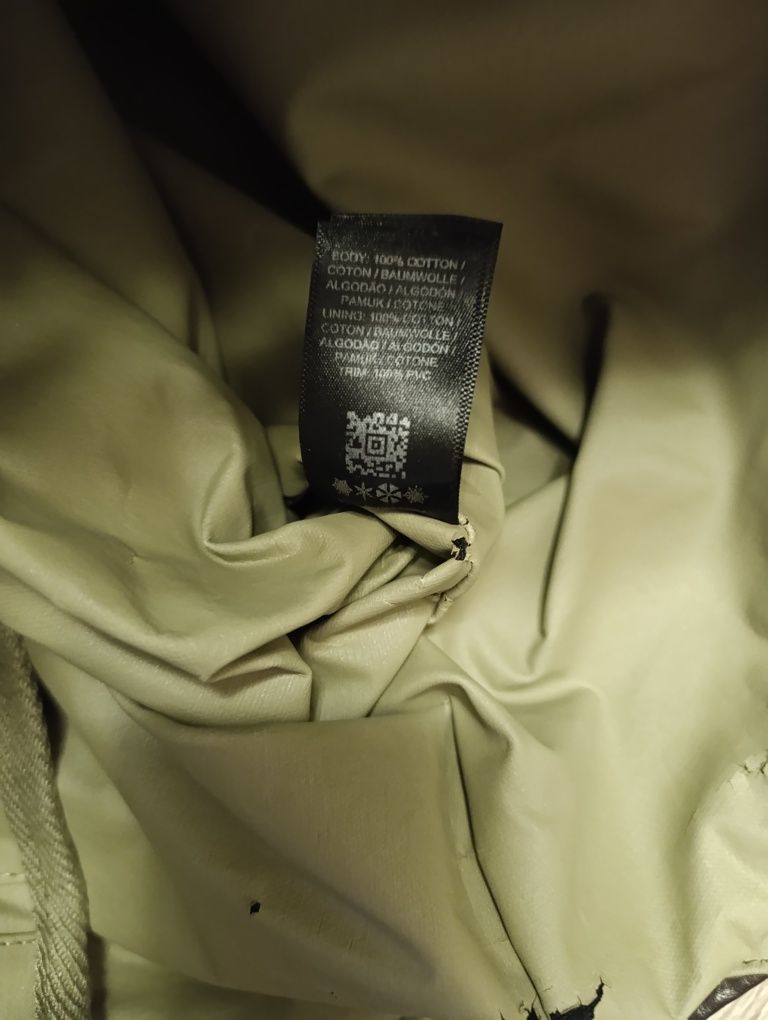 BODY: 100% COTTON /
COTON / BAUMWOLLE /
ALGODÃO / ALGODÓN /
PAMUK / COTONE
LINING: 100% COTTON /
COTON / BAUMWOLLE /
ALGODÃO / ALGODÓN /
PAMUK / COTONE
TRIM: 100% PVC